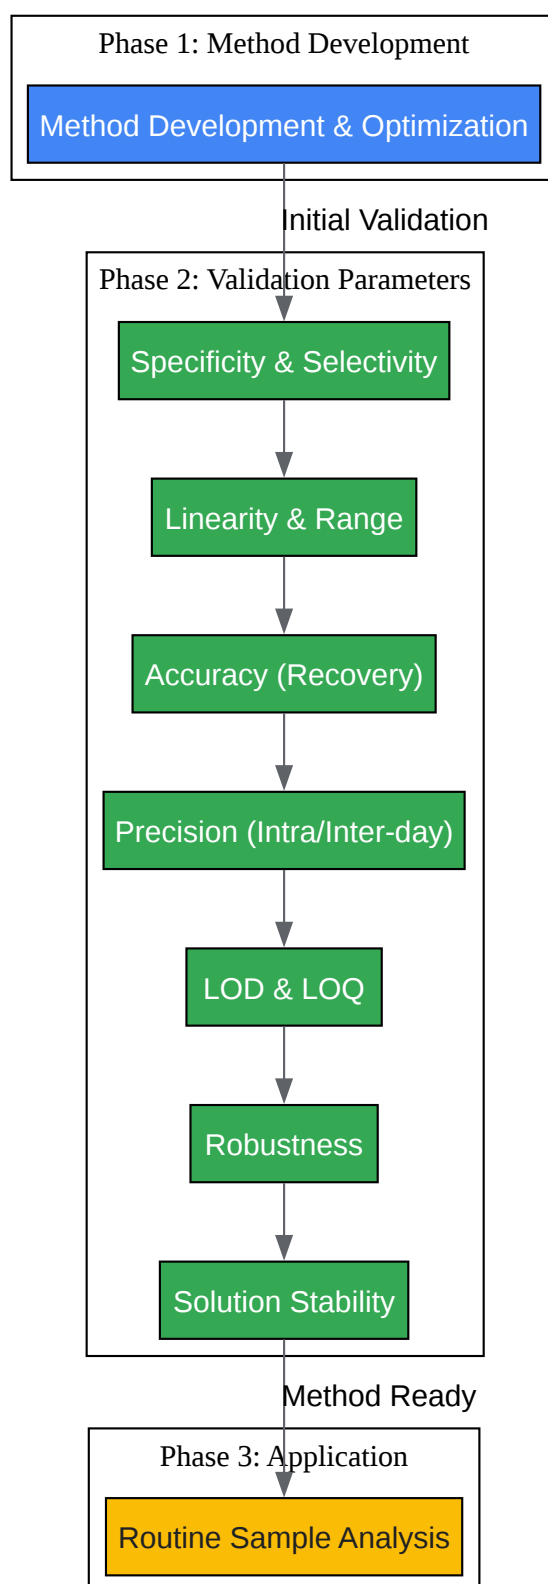 Phase 1: Method Development
Method Development & Optimization
Initial Validation
Phase 2: Validation Parameters
Specificity & Selectivity
Linearity & Range
Accuracy (Recovery)
Precision (Intra/Inter-day)
LOD & LOQ
Robustness
Solution Stability
Method Ready
Phase 3: Application
Routine Sample Analysis